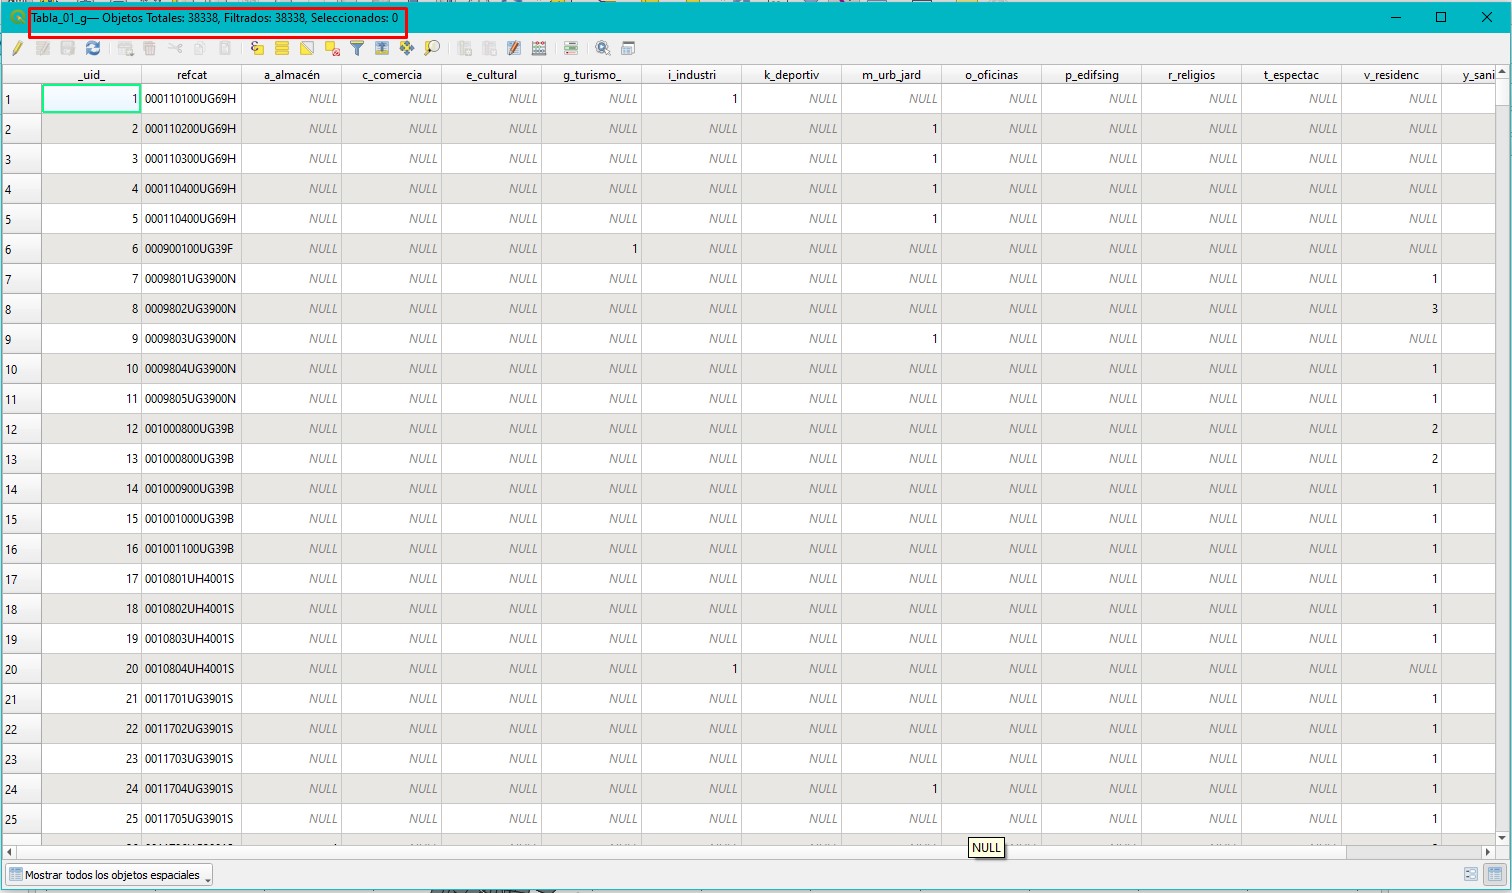 Tabla_01_g— Objetos Totales: 38338, Filtrados: 38338, Seleccionados: 0
_uid_ refcat a_almacén c_comercia e_cultural g_turismo_ i_industri k_deportiv m_urb_jard o_oficinas p_edifsing r_religios t_espectac v_residenc y_sani
1 1 000110100UG69H NULL NULL NULL NULL 1 NULL NULL NULL NULL NULL NULL NULL
2 2 000110200UG69H NULL NULL NULL NULL NULL NULL 1 NULL NULL NULL NULL NULL
3 3 000110300UG69H NULL NULL NULL NULL NULL NULL 1 NULL NULL NULL NULL NULL
4 4 000110400UG69H NULL NULL NULL NULL NULL NULL 1 NULL NULL NULL NULL NULL
5 5 000110400UG69H NULL NULL NULL NULL NULL NULL 1 NULL NULL NULL NULL NULL
6 6 000900100UG39F NULL NULL NULL 1 NULL NULL NULL NULL NULL NULL NULL NULL
7 7 0009801UG3900N NULL NULL NULL NULL NULL NULL NULL NULL NULL NULL NULL 1
8 8 0009802UG3900N NULL NULL NULL NULL NULL NULL NULL NULL NULL NULL NULL 3
9 9 0009803UG3900N NULL NULL NULL NULL NULL NULL 1 NULL NULL NULL NULL NULL
10 10 0009804UG3900N NULL NULL NULL NULL NULL NULL NULL NULL NULL NULL NULL 1
11 11 0009805UG3900N NULL NULL NULL NULL NULL NULL NULL NULL NULL NULL NULL 1
12 12 001000800UG39B NULL NULL NULL NULL NULL NULL NULL NULL NULL NULL NULL 2
13 13 001000800UG39B NULL NULL NULL NULL NULL NULL NULL NULL NULL NULL NULL 2
14 14 001000900UG39B NULL NULL NULL NULL NULL NULL NULL NULL NULL NULL NULL 1
15 15 001001000UG39B NULL NULL NULL NULL NULL NULL NULL NULL NULL NULL NULL 1
16 16 001001100UG39B NULL NULL NULL NULL NULL NULL NULL NULL NULL NULL NULL 1
17 17 0010801UH4001S NULL NULL NULL NULL NULL NULL NULL NULL NULL NULL NULL 1
18 18 0010802UH4001S NULL NULL NULL NULL NULL NULL NULL NULL NULL NULL NULL 1
19 19 0010803UH4001S NULL NULL NULL NULL NULL NULL NULL NULL NULL NULL NULL 1
20 20 0010804UH4001S NULL NULL NULL NULL 1 NULL NULL NULL NULL NULL NULL NULL
21 21 0011701UG3901S NULL NULL NULL NULL NULL NULL NULL NULL NULL NULL NULL 1
22 22 0011702UG3901S NULL NULL NULL NULL NULL NULL NULL NULL NULL NULL NULL 1
23 23 0011703UG3901S NULL NULL NULL NULL NULL NULL NULL NULL NULL NULL NULL 1
24 24 0011704UG3901S NULL NULL NULL NULL NULL NULL 1 NULL NULL NULL NULL 1
25 25 0011705UG3901S NULL NULL NULL NULL NULL NULL NULL NULL NULL NULL NULL 1
NULL
Mostrar todos los objetos espaciales